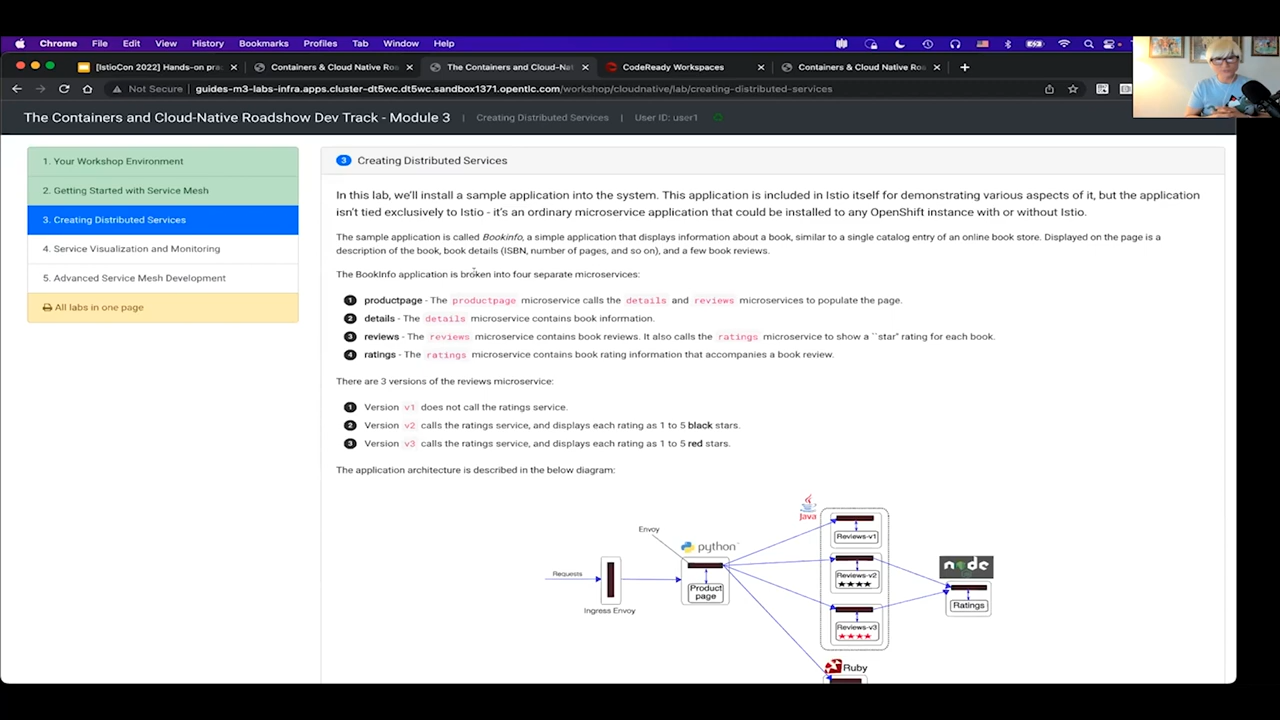 Chrome File Edit View History Bookmarks Profiles Tab Window Help
[IstioCon 2022] Hands-on pra
Containers & Cloud Native Ro
The Containers and Cloud-Nat
CodeReady Workspaces
Containers & Cloud Native Ro
Not Secure guides-m3-labs-infra.apps.cluster-dt5wc.dt5wc.sandbox1371.opentlc.com/workshop/cloudnative/lab/creating-distributed-services
The Containers and Cloud-Native Roadshow Dev Track - Module 3 | Creating Distributed Services | User ID: user1
1. Your Workshop Environment
2. Getting Started with Service Mesh
3. Creating Distributed Services
4. Service Visualization and Monitoring
5. Advanced Service Mesh Development
All labs in one page
3 Creating Distributed Services
In this lab, we'll install a sample application into the system. This application is included in Istio itself for demonstrating various aspects of it, but the application
isn't tied exclusively to Istio - it's an ordinary microservice application that could be installed to any OpenShift instance with or without Istio.
The sample application is called Bookinfo, a simple application that displays information about a book, similar to a single catalog entry of an online book store. Displayed on the page is a
description of the book, book details (ISBN, number of pages, and so on), and a few book reviews.
The BookInfo application is broken into four separate microservices:
1 productpage - The productpage microservice calls the details and reviews microservices to populate the page.
2 details - The details microservice contains book information.
3 reviews - The reviews microservice contains book reviews. It also calls the ratings microservice to show a ``star" rating for each book.
4 ratings - The ratings microservice contains book rating information that accompanies a book review.
There are 3 versions of the reviews microservice:
1 Version v1 does not call the ratings service.
2 Version v2 calls the ratings service, and displays each rating as 1 to 5 black stars.
3 Version v3 calls the ratings service, and displays each rating as 1 to 5 red stars.
The application architecture is described in the below diagram:
Java
Envoy
python
Reviews-v1
node
Requests
Reviews-v2
Product
page
Ratings
Ingress Envoy
Reviews-v3
Ruby